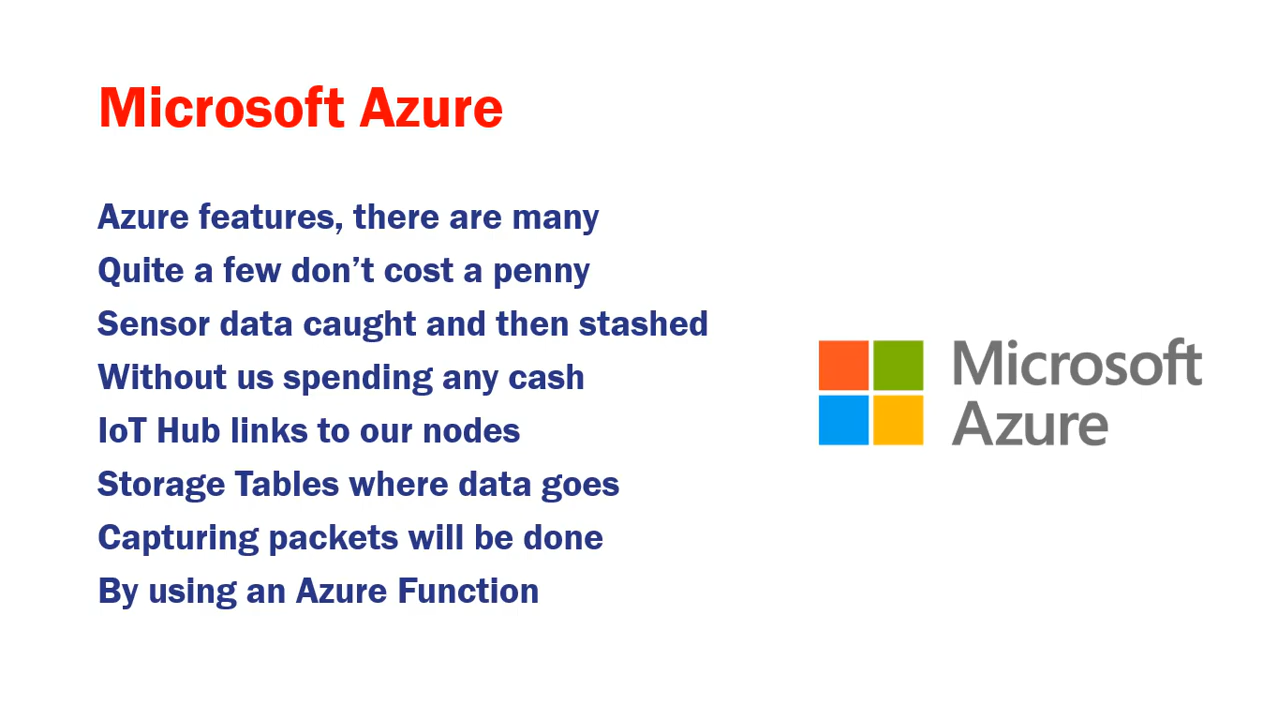 Microsoft Azure
Azure features, there are many
Quite a few don’t cost a penny
Sensor data caught and then stashed
Without us spending any cash
IoT Hub links to our nodes
Storage Tables where data goes
Capturing packets will be done
By using an Azure Function
Microsoft
Azure